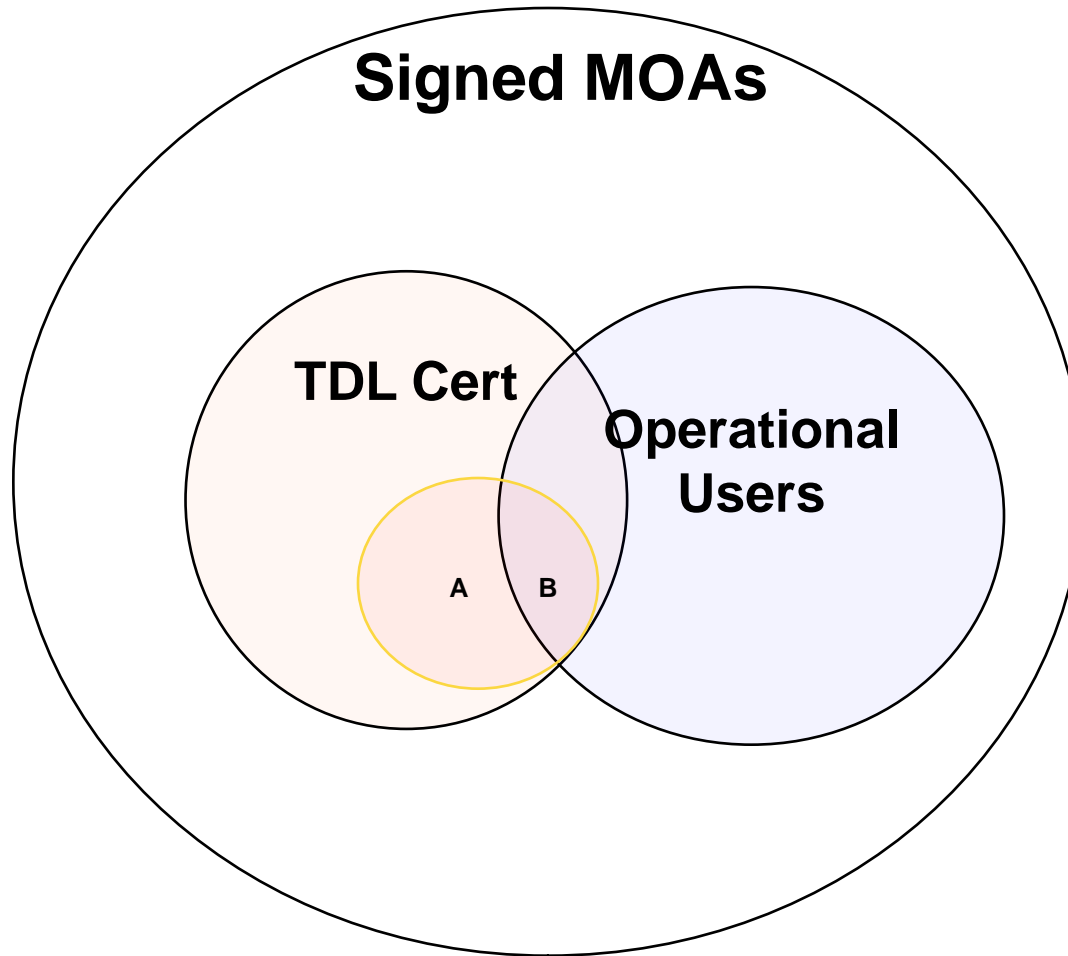 Signed MOAs
TDL Cert
Operational
Users
A
B